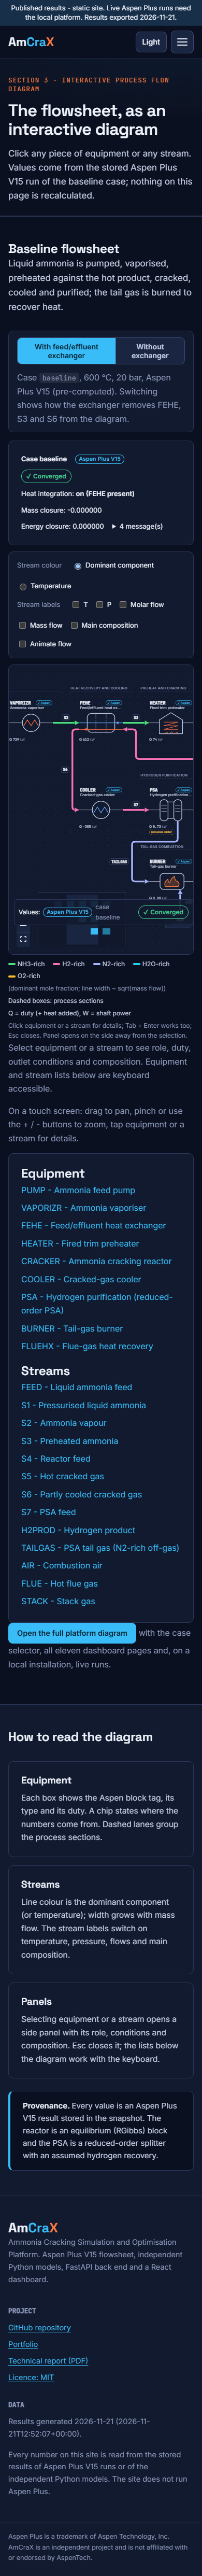 Published results - static site. Live Aspen Plus runs need
the local platform. Results exported 2026-11-21.
AmCraX
Light
SECTION 3 - INTERACTIVE PROCESS FLOW
DIAGRAM
The flowsheet, as an
interactive diagram
Click any piece of equipment or any stream.
Values come from the stored Aspen Plus
V15 run of the baseline case; nothing on this
page is recalculated.
Baseline flowsheet
Liquid ammonia is pumped, vaporised,
preheated against the hot product, cracked,
cooled and purified; the tail gas is burned to
recover heat.
With feed/effluent
exchanger
Without
exchanger
Case baseline, 600 °C, 20 bar, Aspen
Plus V15 (pre-computed). Switching
shows how the exchanger removes FEHE,
S3 and S6 from the diagram.
Case baseline Aspen Plus V15
✓ Converged
Heat integration: on (FEHE present)
Mass closure: -0.000000
Energy closure: 0.000000 ▸ 4 message(s)
Stream colour Dominant component
Temperature
Stream labels T P Molar flow
Mass flow Main composition
Animate flow
HEAT RECOVERY AND COOLING
PREHEAT AND CRACKING
VAPORIZR
Ammonia vaporiser
FEHE
HEATER
Fired trim preheater
S2
S3
S6
COOLER
Cracked-gas cooler
HYDROGEN PURIFICATION
PSA
Hydrogen purification...
S7
reduced-order
TAIL-GAS COMBUSTION
TAILGAS
BURNER
Tail-gas burner
Values: Aspen Plus V15 case
baseline
✓ Converged
NH3-rich H2-rich N2-rich H2O-rich
O2-rich
(dominant mole fraction; line width ~ sqrt(mass flow))
Dashed boxes: process sections
Q = duty (+ heat added), W = shaft power
Click equipment or a stream for details; Tab + Enter works too;
Esc closes. Panel opens on the side away from the selection.
Select equipment or a stream to see role, duty,
outlet conditions and composition. Equipment
and stream lists below are keyboard
accessible.
On a touch screen: drag to pan, pinch or use
the + / - buttons to zoom, tap equipment or a
stream for details.
Equipment
PUMP - Ammonia feed pump
VAPORIZR - Ammonia vaporiser
FEHE - Feed/effluent heat exchanger
HEATER - Fired trim preheater
CRACKER - Ammonia cracking reactor
COOLER - Cracked-gas cooler
PSA - Hydrogen purification (reduced-
order PSA)
BURNER - Tail-gas burner
FLUEHX - Flue-gas heat recovery
Streams
FEED - Liquid ammonia feed
S1 - Pressurised liquid ammonia
S2 - Ammonia vapour
S3 - Preheated ammonia
S4 - Reactor feed
S5 - Hot cracked gas
S6 - Partly cooled cracked gas
S7 - PSA feed
H2PROD - Hydrogen product
TAILGAS - PSA tail gas (N2-rich off-gas)
AIR - Combustion air
FLUE - Hot flue gas
STACK - Stack gas
Open the full platform diagram with the case
selector, all eleven dashboard pages and, on a
local installation, live runs.
How to read the diagram
Equipment
Each box shows the Aspen block tag, its
type and its duty. A chip states where the
numbers come from. Dashed lanes group
the process sections.
Streams
Line colour is the dominant component
(or temperature); width grows with mass
flow. The stream labels switch on
temperature, pressure, flows and main
composition.
Panels
Selecting equipment or a stream opens a
side panel with its role, conditions and
composition. Esc closes it; the lists below
the diagram work with the keyboard.
Provenance. Every value is an Aspen Plus
V15 result stored in the snapshot. The
reactor is an equilibrium (RGibbs) block
and the PSA is a reduced-order splitter
with an assumed hydrogen recovery.
AmCraX
Ammonia Cracking Simulation and Optimisation
Platform. Aspen Plus V15 flowsheet, independent
Python models, FastAPI back end and a React
dashboard.
PROJECT
GitHub repository
Portfolio
Technical report (PDF)
Licence: MIT
DATA
Results generated 2026-11-21 (2026-11-
21T12:52:07+00:00).
Every number on this site is read from the stored
results of Aspen Plus V15 runs or of the
independent Python models. The site does not run
Aspen Plus.
Aspen Plus is a trademark of Aspen Technology, Inc.
AmCraX is an independent project and is not affiliated with
or endorsed by AspenTech.